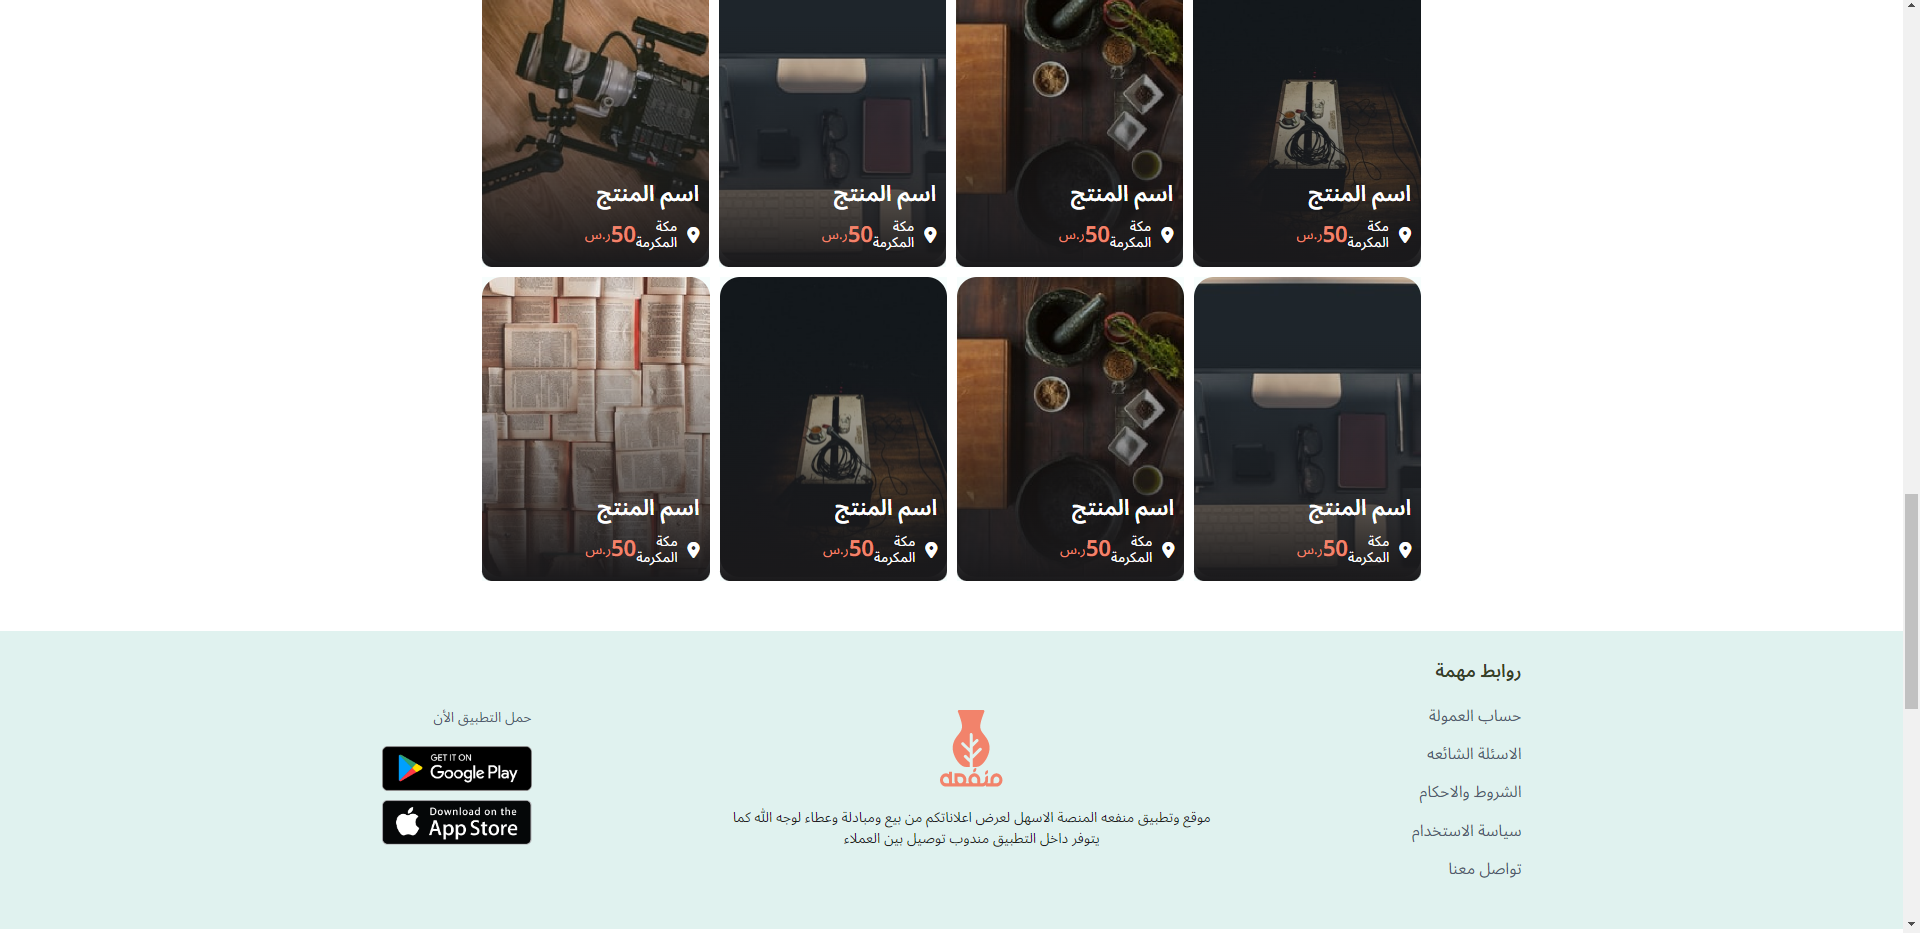 اسم المنتج
مكة المكرمة
50ر.س
اسم المنتج
مكة المكرمة
50ر.س
اسم المنتج
مكة المكرمة
50ر.س
اسم المنتج
مكة المكرمة
50ر.س
اسم المنتج
مكة المكرمة
50ر.س
اسم المنتج
مكة المكرمة
50ر.س
اسم المنتج
مكة المكرمة
50ر.س
اسم المنتج
مكة المكرمة
50ر.س
روابط مهمة
حساب العمولة
الاسئلة الشائعه
الشروط والاحكام
سياسة الاستخدام
تواصل معنا
منفعه
موقع وتطبيق منفعه المنصة الاسهل لعرض اعلاناتكم من بيع ومبادلة وعطاء لوجه الله كما
يتوفر داخل التطبيق مندوب توصيل بين العملاء
حمل التطبيق الأن
GET IT ON
Google Play
Download on the
App Store